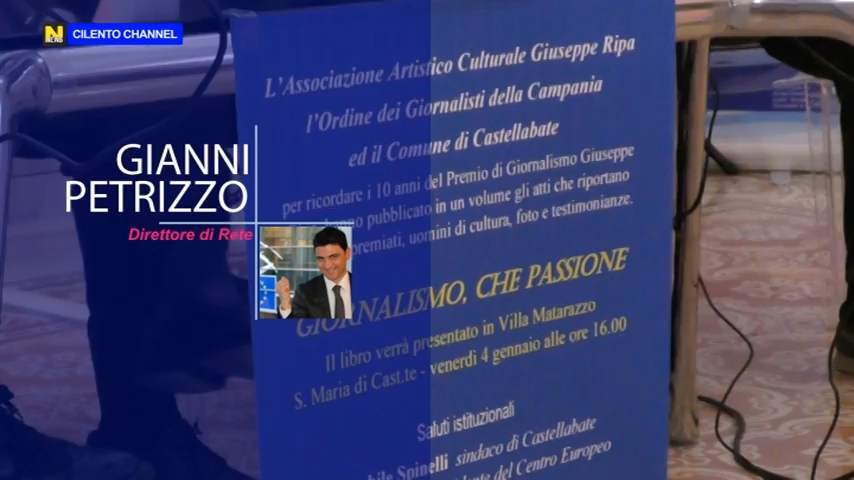 CILENTO CHANNEL
GIANNI
PETRIZZO
Direttore di Rete
L'Associazione Artistico Culturale Giuseppe Ripa
l'Ordine dei Giornalisti della Campania
ed il Comune di Castellabate
per ricordare i 10 anni del Premio di Giornalismo Giuseppe
pubblicato in un volume gli atti che riportano
premiati, uomini di cultura, foto e testimonianze.
GIORNALISMO, CHE PASSIONE
Il libro verrà presentato in Villa Matarazzo
S. Maria di Cast.te - venerdì 4 gennaio alle ore 16.00
Saluti istituzionali
Spinelli sindaco di Castellabate
del Centro Europeo